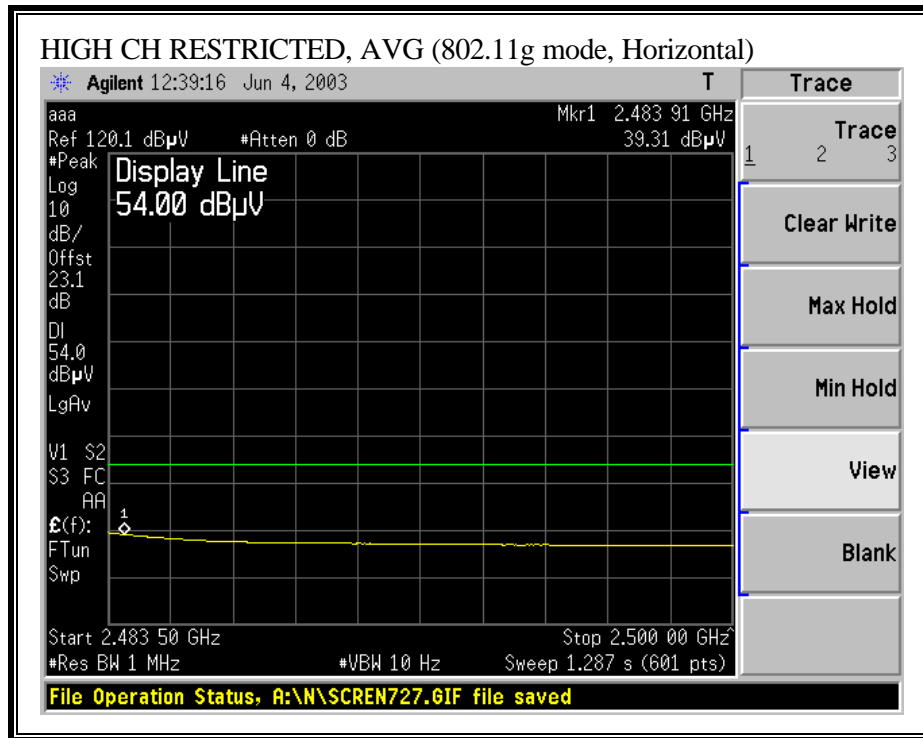 HIGH CH RESTRICTED, AVG (802.11g mode, Horizontal)
Agilent 12:39:16 Jun 4, 2003 T
Trace
aaa
Mkr1 2.483 91 GHz
Ref 120.1 dBµV #Atten 0 dB 39.31 dBµV
#Peak
Log
10
dB/
Offst
23.1
dB
DI
54.0
dBµV
LgAv
V1 S2
S3 FC
AA
£(f):
FTun
Swp
Display Line
54.00 dBµV
1
Start 2.483 50 GHz Stop 2.500 00 GHz^
#Res BW 1 MHz #VBW 10 Hz Sweep 1.287 s (601 pts)
Trace
1 2 3
Clear Write
Max Hold
Min Hold
View
Blank
File Operation Status, A:\N\SCREN727.GIF file saved